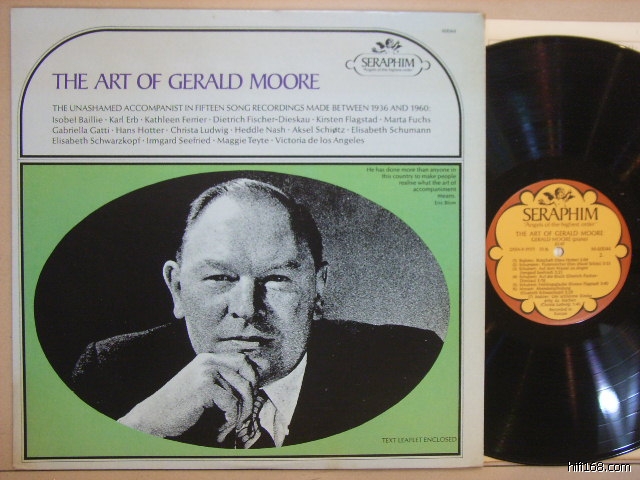 60044
SERAPHIM
"Angels of the highest order"
THE ART OF GERALD MOORE
THE UNASHAMED ACCOMPANIST IN FIFTEEN SONG RECORDINGS MADE BETWEEN 1936 AND 1960:
Isobel Baillie · Karl Erb · Kathleen Ferrier · Dietrich Fischer-Dieskau · Kirsten Flagstad · Marta Fuchs
Gabriella Gatti · Hans Hotter · Christa Ludwig · Heddle Nash · Aksel Schiøtz · Elisabeth Schumann
Elisabeth Schwarzkopf · Irmgard Seefried · Maggie Teyte · Victoria de los Angeles
He has done more than anyone in
this country to make people
realise what the art of
accompaniment
means.
Eric Blom
TEXT LEAFLET ENCLOSED
SERAPHIM
"Angels of the highest order"
THE ART OF GERALD MOORE
GERALD MOORE (piano)
2
Recorded in
Europe
hifi168.com